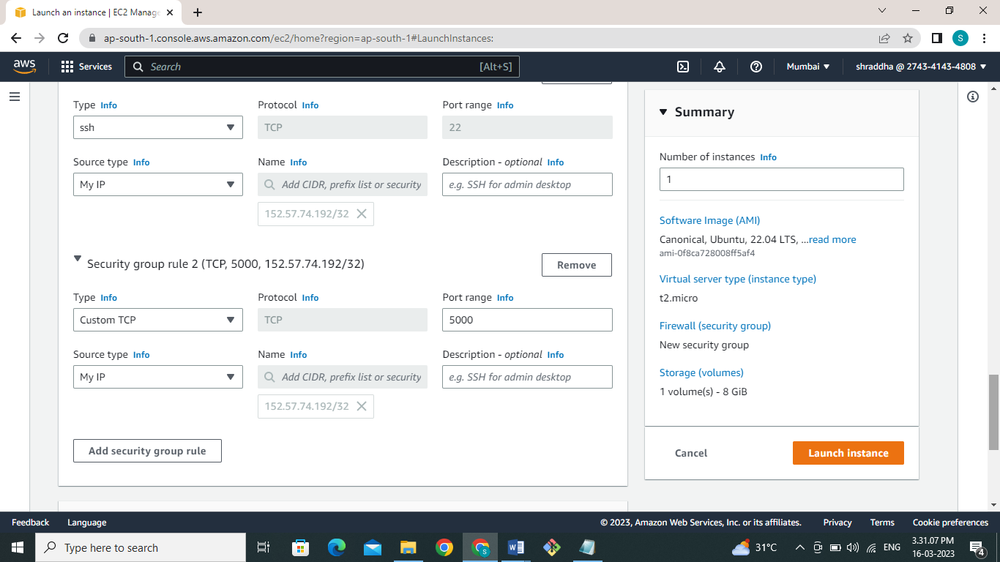 Launch an instance | EC2 Manage
ap-south-1.console.aws.amazon.com/ec2/home?region=ap-south-1#LaunchInstances:
S
aws
Services
Search
[Alt+S]
Mumbai
shraddha @ 2743-4143-4808
Type Info
Protocol Info
Port range Info
ssh
TCP
22
Source type Info
Name Info
Description - optional Info
My IP
Add CIDR, prefix list or security
e.g. SSH for admin desktop
152.57.74.192/32
Security group rule 2 (TCP, 5000, 152.57.74.192/32)
Remove
Type Info
Protocol Info
Port range Info
Custom TCP
TCP
5000
Source type Info
Name Info
Description - optional Info
My IP
Add CIDR, prefix list or security
e.g. SSH for admin desktop
152.57.74.192/32
Add security group rule
Summary
Number of instances Info
1
Software Image (AMI)
Canonical, Ubuntu, 22.04 LTS, ...read more
ami-0f8ca728008ff5af4
Virtual server type (instance type)
t2.micro
Firewall (security group)
New security group
Storage (volumes)
1 volume(s) - 8 GiB
Cancel
Launch instance
Feedback
Language
© 2023, Amazon Web Services, Inc. or its affiliates.
Privacy
Terms
Cookie preferences
Type here to search
S
W
31°C
ENG
3.31.07 PM
16-03-2023
4